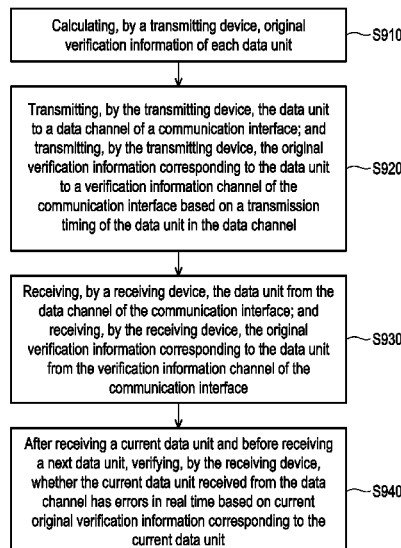 Calculating, by a transmitting device, original
verification information of each data unit
S910
Transmitting, by the transmitting device, the data unit
to a data channel of a communication interface; and
transmitting, by the transmitting device, the original
verification information corresponding to the data unit
to a verification information channel of the
communication interface based on a transmission
timing of the data unit in the data channel
S920
Receiving, by a receiving device, the data unit from the
data channel of the communication interface; and
receiving, by the receiving device, the original
verification information corresponding to the data unit
from the verification information channel of the
communication interface
S930
After receiving a current data unit and before receiving
a next data unit, verifying, by the receiving device,
whether the current data unit received from the data
channel has errors in real time based on current
original verification information corresponding to the
current data unit
S940